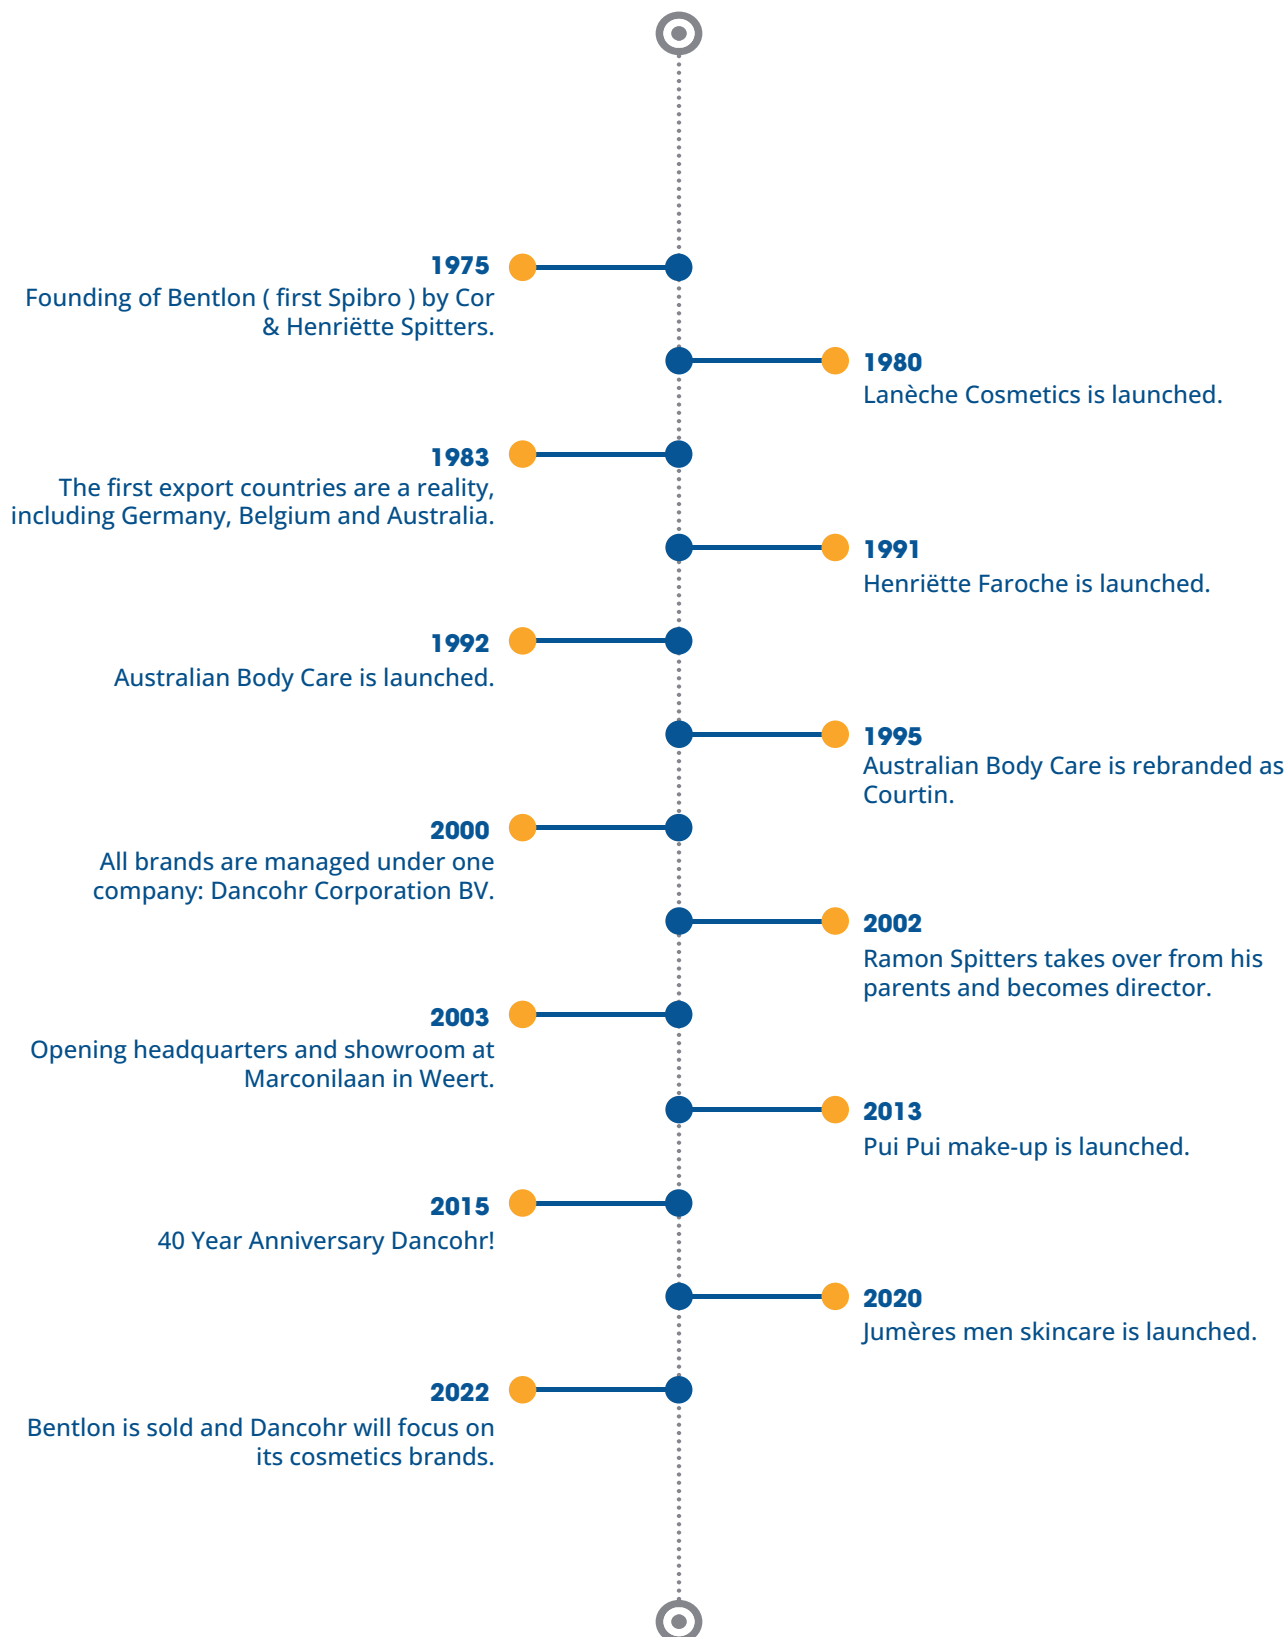 1975
Founding of Bentlon ( first Spibro ) by Cor
& Henriëtte Spitters.
1980
Lanèche Cosmetics is launched.
1983
The first export countries are a reality,
including Germany, Belgium and Australia.
1991
Henriëtte Faroche is launched.
1992
Australian Body Care is launched.
1995
Australian Body Care is rebranded as
Courtin.
2000
All brands are managed under one
company: Dancohr Corporation BV.
2002
Ramon Spitters takes over from his
parents and becomes director.
2003
Opening headquarters and showroom at
Marconilaan in Weert.
2013
Pui Pui make-up is launched.
2015
40 Year Anniversary Dancohr!
2020
Jumères men skincare is launched.
2022
Bentlon is sold and Dancohr will focus on
its cosmetics brands.